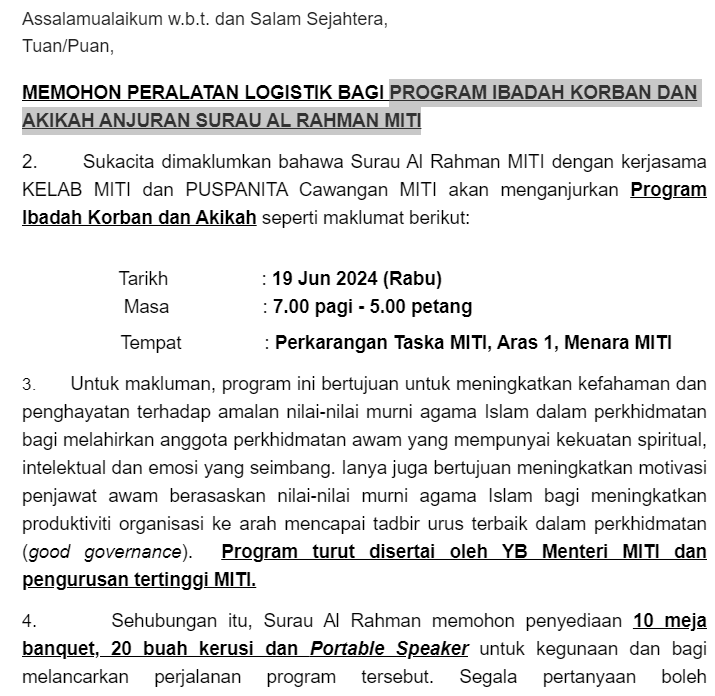 Assalamualaikum w.b.t. dan Salam Sejahtera,
Tuan/Puan,
MEMOHON PERALATAN LOGISTIK BAGI PROGRAM IBADAH KORBAN DAN
AKIKAH ANJURAN SURAU AL RAHMAN MITI
2. Sukacita dimaklumkan bahawa Surau Al Rahman MITI dengan kerjasama
KELAB MITI dan PUSPANITA Cawangan MITI akan menganjurkan Program
Ibadah Korban dan Akikah seperti maklumat berikut:
Tarikh : 19 Jun 2024 (Rabu)
Masa : 7.00 pagi - 5.00 petang
Tempat : Perkarangan Taska MITI, Aras 1, Menara MITI
3. Untuk makluman, program ini bertujuan untuk meningkatkan kefahaman dan
penghayatan terhadap amalan nilai-nilai murni agama Islam dalam perkhidmatan
bagi melahirkan anggota perkhidmatan awam yang mempunyai kekuatan spiritual,
intelektual dan emosi yang seimbang. Ianya juga bertujuan meningkatkan motivasi
penjawat awam berasaskan nilai-nilai murni agama Islam bagi meningkatkan
produktiviti organisasi ke arah mencapai tadbir urus terbaik dalam perkhidmatan
(good governance). Program turut disertai oleh YB Menteri MITI dan
pengurusan tertinggi MITI.
4. Sehubungan itu, Surau Al Rahman memohon penyediaan 10 meja
banquet, 20 buah kerusi dan Portable Speaker untuk kegunaan dan bagi
melancarkan perjalanan program tersebut. Segala pertanyaan boleh